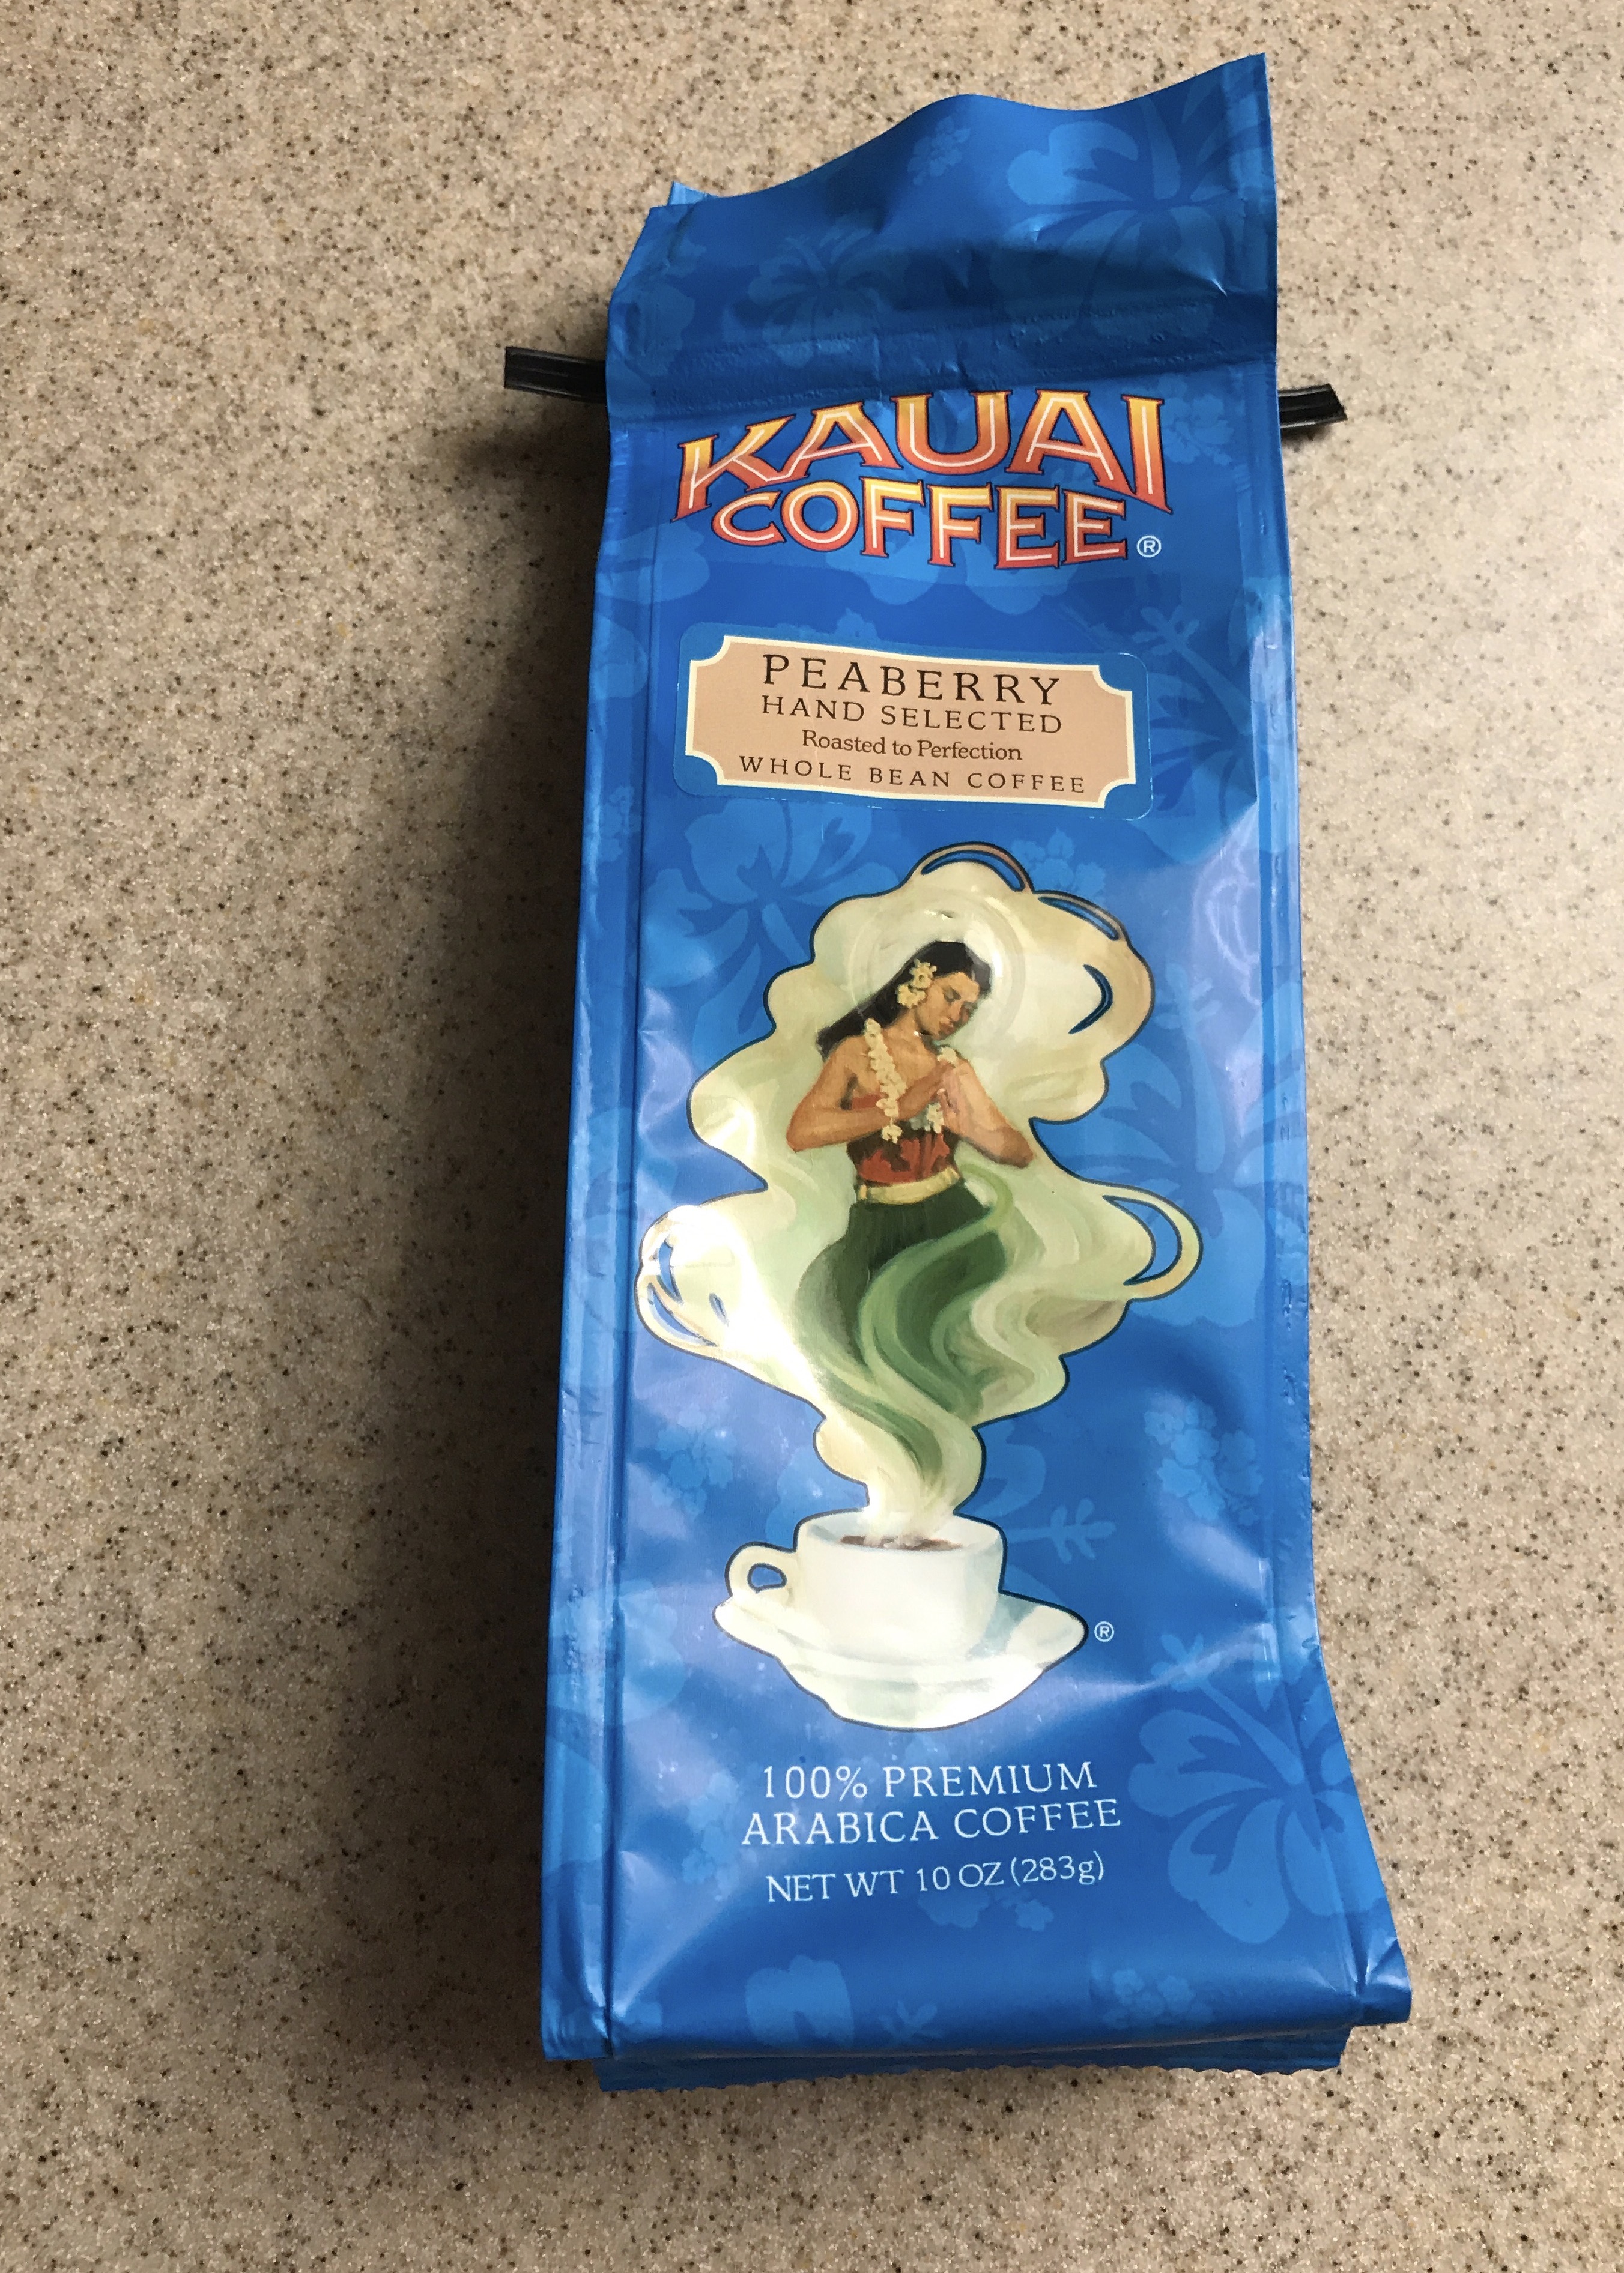 KAUAI
COFFEE®
PEABERRY
HAND SELECTED
Roasted to Perfection
WHOLE BEAN COFFEE
®
100% PREMIUM
ARABICA COFFEE
NET WT 10 OZ (283g)